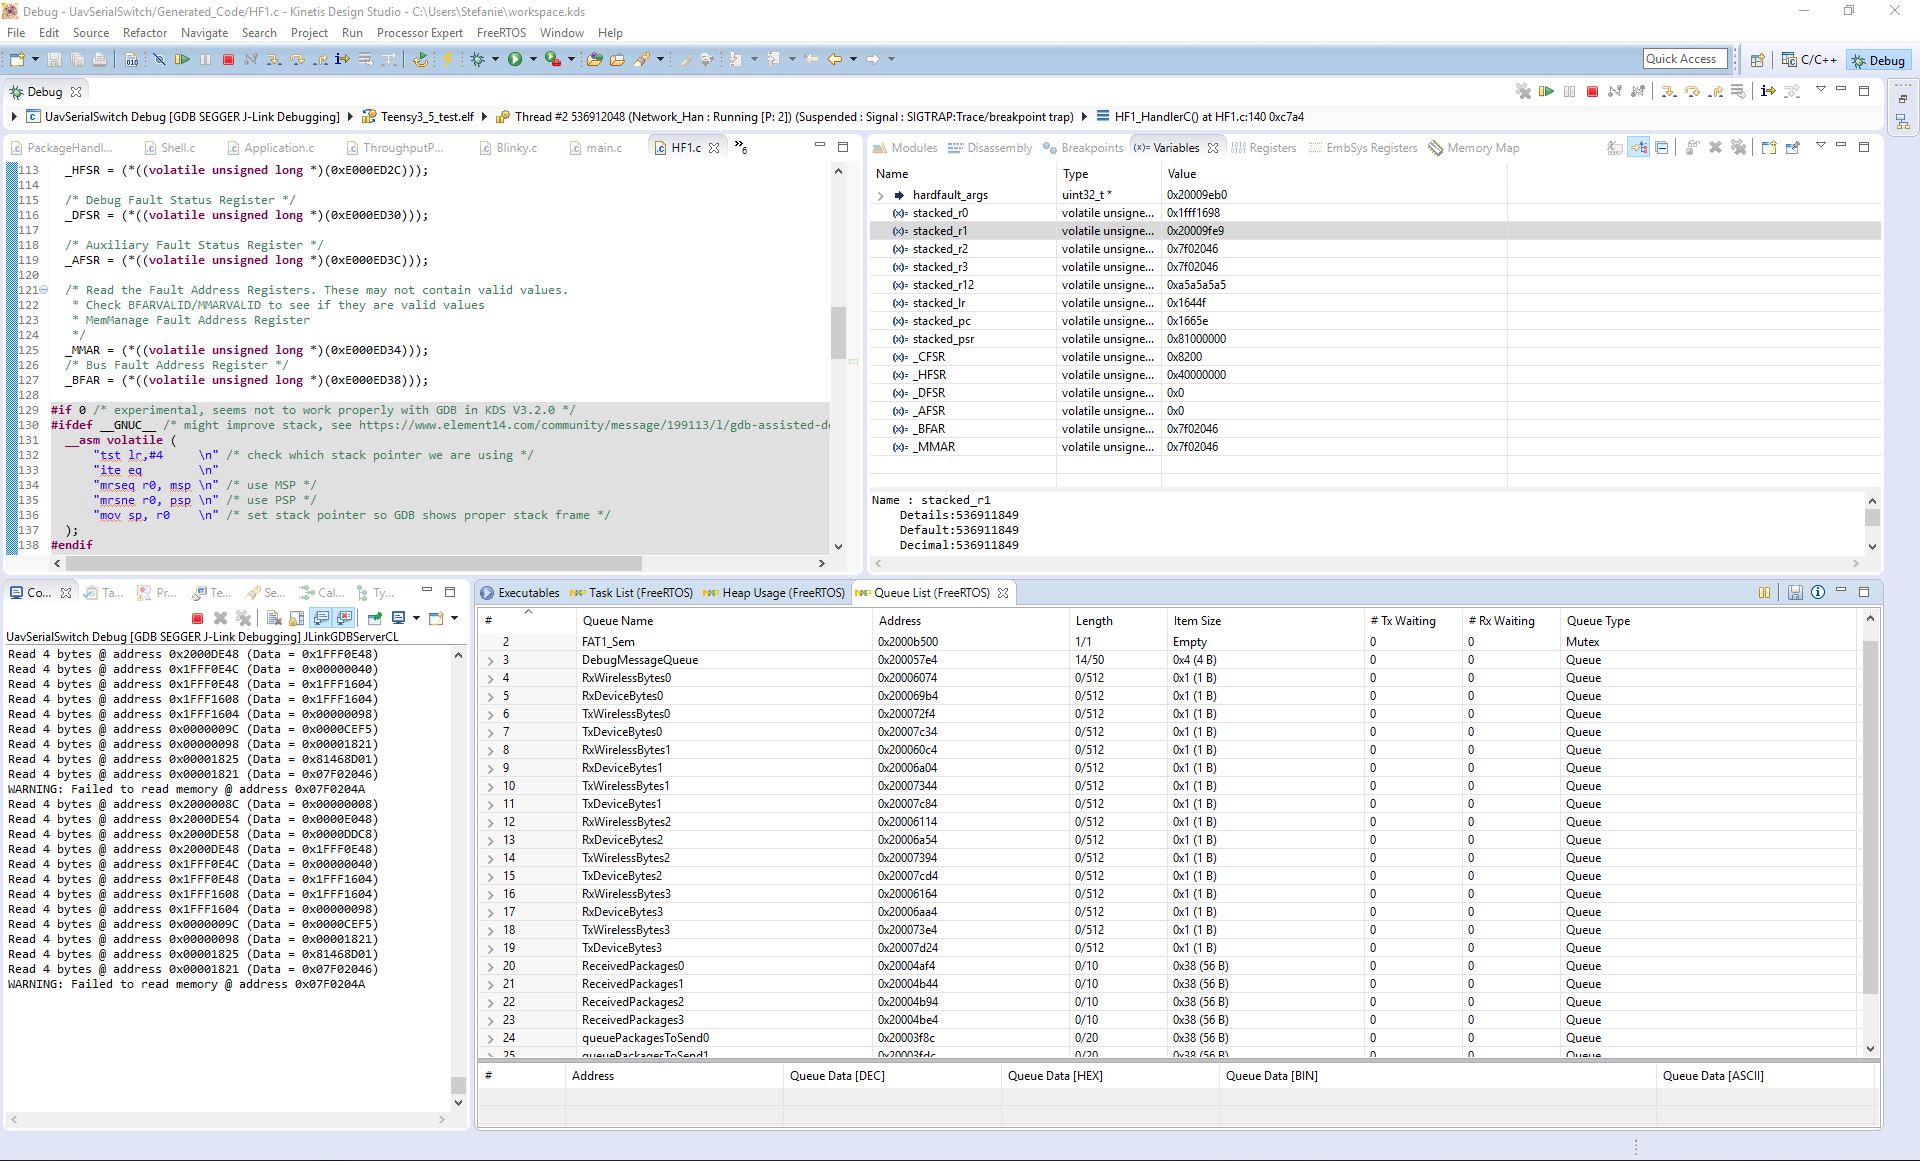 Debug - UavSerialSwitch/Generated_Code/HF1.c - Kinetis Design Studio - C:\Users\Stefanie\workspace.kds
File Edit Source Refactor Navigate Search Project Run Processor Expert FreeRTOS Window Help
Quick Access C/C++ Debug
Debug
UavSerialSwitch Debug [GDB SEGGER J-Link Debugging] Teensy3_5_test.elf Thread #2 536912048 (Network_Han : Running [P: 2]) (Suspended : Signal : SIGTRAP:Trace/breakpoint trap) HF1_HandlerC() at HF1.c:140 0xc7a4
PackageHandl... Shell.c Application.c ThroughputP... Blinky.c main.c HF1.c »6
113 _HFSR = (*((volatile unsigned long *)(0xE000ED2C)));
114
115 /* Debug Fault Status Register */
116 _DFSR = (*((volatile unsigned long *)(0xE000ED30)));
117
118 /* Auxiliary Fault Status Register */
119 _AFSR = (*((volatile unsigned long *)(0xE000ED3C)));
120
121 /* Read the Fault Address Registers. These may not contain valid values.
122 * Check BFARVALID/MMARVALID to see if they are valid values
123 * MemManage Fault Address Register
124 */
125 _MMAR = (*((volatile unsigned long *)(0xE000ED34)));
126 /* Bus Fault Address Register */
127 _BFAR = (*((volatile unsigned long *)(0xE000ED38)));
128
129 #if 0 /* experimental, seems not to work properly with GDB in KDS V3.2.0 */
130 #ifdef __GNUC__ /* might improve stack, see https://www.element14.com/community/message/199113/l/gdb-assisted-de
131 __asm volatile (
132 "tst lr,#4 \n" /* check which stack pointer we are using */
133 "ite eq \n"
134 "mrseq r0, msp \n" /* use MSP */
135 "mrsne r0, psp \n" /* use PSP */
136 "mov sp, r0 \n" /* set stack pointer so GDB shows proper stack frame */
137 );
138 #endif
Modules Disassembly Breakpoints (x)= Variables Registers EmbSys Registers Memory Map
Name Type Value
hardfault_args uint32_t * 0x20009eb0
(x)= stacked_r0 volatile unsigne... 0x1fff1698
(x)= stacked_r1 volatile unsigne... 0x20009fe9
(x)= stacked_r2 volatile unsigne... 0x7f02046
(x)= stacked_r3 volatile unsigne... 0x7f02046
(x)= stacked_r12 volatile unsigne... 0xa5a5a5a5
(x)= stacked_lr volatile unsigne... 0x1644f
(x)= stacked_pc volatile unsigne... 0x1665e
(x)= stacked_psr volatile unsigne... 0x81000000
(x)= _CFSR volatile unsigne... 0x8200
(x)= _HFSR volatile unsigne... 0x40000000
(x)= _DFSR volatile unsigne... 0x0
(x)= _AFSR volatile unsigne... 0x0
(x)= _BFAR volatile unsigne... 0x7f02046
(x)= _MMAR volatile unsigne... 0x7f02046
Name : stacked_r1
Details:536911849
Default:536911849
Decimal:536911849
Co... Ta... Pr... Te... Se... Cal... Ty...
UavSerialSwitch Debug [GDB SEGGER J-Link Debugging] JLinkGDBServerCL
Read 4 bytes @ address 0x2000DE48 (Data = 0x1FFF0E48)
Read 4 bytes @ address 0x1FFF0E4C (Data = 0x00000040)
Read 4 bytes @ address 0x1FFF0E48 (Data = 0x1FFF1604)
Read 4 bytes @ address 0x1FFF1608 (Data = 0x1FFF1604)
Read 4 bytes @ address 0x1FFF1604 (Data = 0x00000098)
Read 4 bytes @ address 0x0000009C (Data = 0x0000CEF5)
Read 4 bytes @ address 0x00000098 (Data = 0x00001821)
Read 4 bytes @ address 0x00001825 (Data = 0x81468D01)
Read 4 bytes @ address 0x00001821 (Data = 0x07F02046)
WARNING: Failed to read memory @ address 0x07F0204A
Read 4 bytes @ address 0x2000008C (Data = 0x00000008)
Read 4 bytes @ address 0x2000DE54 (Data = 0x0000E048)
Read 4 bytes @ address 0x2000DE58 (Data = 0x0000DDC8)
Read 4 bytes @ address 0x2000DE48 (Data = 0x1FFF0E48)
Read 4 bytes @ address 0x1FFF0E4C (Data = 0x00000040)
Read 4 bytes @ address 0x1FFF0E48 (Data = 0x1FFF1604)
Read 4 bytes @ address 0x1FFF1608 (Data = 0x1FFF1604)
Read 4 bytes @ address 0x1FFF1604 (Data = 0x00000098)
Read 4 bytes @ address 0x0000009C (Data = 0x0000CEF5)
Read 4 bytes @ address 0x00000098 (Data = 0x00001821)
Read 4 bytes @ address 0x00001825 (Data = 0x81468D01)
Read 4 bytes @ address 0x00001821 (Data = 0x07F02046)
WARNING: Failed to read memory @ address 0x07F0204A
Executables Task List (FreeRTOS) Heap Usage (FreeRTOS) Queue List (FreeRTOS)
# Queue Name Address Length Item Size # Tx Waiting # Rx Waiting Queue Type
2 FAT1_Sem 0x2000b500 1/1 Empty 0 0 Mutex
3 DebugMessageQueue 0x200057e4 14/50 0x4 (4 B) 0 0 Queue
4 RxWirelessBytes0 0x20006074 0/512 0x1 (1 B) 0 0 Queue
5 RxDeviceBytes0 0x200069b4 0/512 0x1 (1 B) 0 0 Queue
6 TxWirelessBytes0 0x200072f4 0/512 0x1 (1 B) 0 0 Queue
7 TxDeviceBytes0 0x20007c34 0/512 0x1 (1 B) 0 0 Queue
8 RxWirelessBytes1 0x200060c4 0/512 0x1 (1 B) 0 0 Queue
9 RxDeviceBytes1 0x20006a04 0/512 0x1 (1 B) 0 0 Queue
10 TxWirelessBytes1 0x20007344 0/512 0x1 (1 B) 0 0 Queue
11 TxDeviceBytes1 0x20007c84 0/512 0x1 (1 B) 0 0 Queue
12 RxWirelessBytes2 0x20006114 0/512 0x1 (1 B) 0 0 Queue
13 RxDeviceBytes2 0x20006a54 0/512 0x1 (1 B) 0 0 Queue
14 TxWirelessBytes2 0x20007394 0/512 0x1 (1 B) 0 0 Queue
15 TxDeviceBytes2 0x20007cd4 0/512 0x1 (1 B) 0 0 Queue
16 RxWirelessBytes3 0x20006164 0/512 0x1 (1 B) 0 0 Queue
17 RxDeviceBytes3 0x20006aa4 0/512 0x1 (1 B) 0 0 Queue
18 TxWirelessBytes3 0x200073e4 0/512 0x1 (1 B) 0 0 Queue
19 TxDeviceBytes3 0x20007d24 0/512 0x1 (1 B) 0 0 Queue
20 ReceivedPackages0 0x20004af4 0/10 0x38 (56 B) 0 0 Queue
21 ReceivedPackages1 0x20004b44 0/10 0x38 (56 B) 0 0 Queue
22 ReceivedPackages2 0x20004b94 0/10 0x38 (56 B) 0 0 Queue
23 ReceivedPackages3 0x20004be4 0/10 0x38 (56 B) 0 0 Queue
24 queuePackagesToSend0 0x20003f8c 0/20 0x38 (56 B) 0 0 Queue
25 queuePackagesToSend1 0x20003fdc 0/20 0x38 (56 B) 0 0 Queue
# Address Queue Data [DEC] Queue Data [HEX] Queue Data [BIN] Queue Data [ASCII]